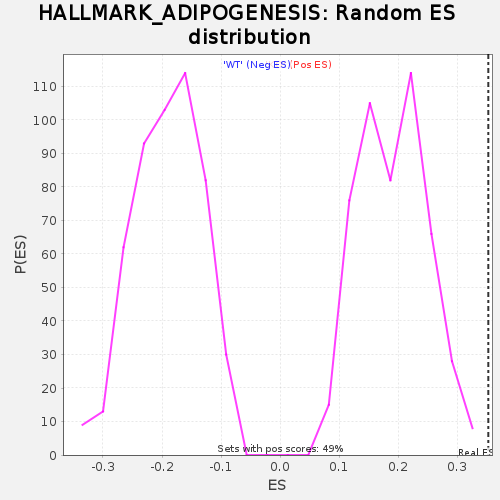 HALLMARK_ADIPOGENESIS: Random ES
distribution
'WT' (Neg ES) (Pos ES)
110
100
90
80
70
60
50
40
30
20
10
0
P(ES)
Sets with pos scores: 49%
Real ES
-0.3 -0.2 -0.1 0.0 0.1 0.2 0.3
ES